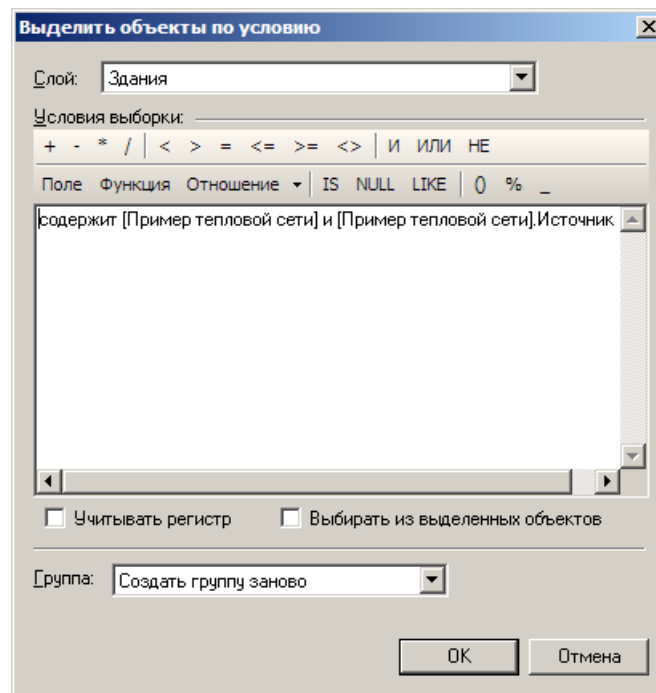 Выделить объекты по условию
Слой: Здания
Условия выборки:
+ - * / < > = <= >= <> И ИЛИ НЕ
Поле Функция Отношение IS NULL LIKE () % _
содержит [Пример тепловой сети] и [Пример тепловой сети].Источник
Учитывать регистр Выбирать из выделенных объектов
Группа: Создать группу заново
OK Отмена